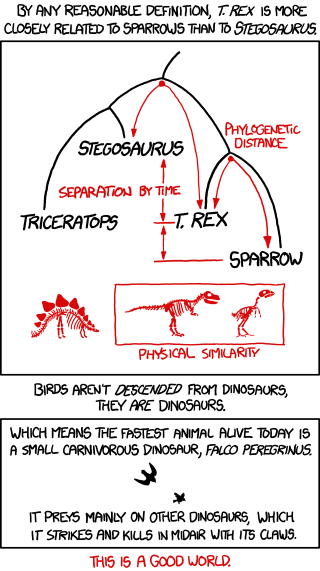 BY ANY REASONABLE DEFINITION, T. REX IS MORE
CLOSELY RELATED TO SPARROWS THAN TO STEGOSAURUS.
PHYLOGENETIC
DISTANCE
STEGOSAURUS
SEPARATION BY TIME
TRICERATOPS
T. REX
SPARROW
PHYSICAL SIMILARITY
BIRDS AREN'T DESCENDED FROM DINOSAURS,
THEY ARE DINOSAURS.
WHICH MEANS THE FASTEST ANIMAL ALIVE TODAY IS
A SMALL CARNIVOROUS DINOSAUR, FALCO PEREGRINUS.
IT PREYS MAINLY ON OTHER DINOSAURS, WHICH
IT STRIKES AND KILLS IN MIDAIR WITH ITS CLAWS.
THIS IS A GOOD WORLD.